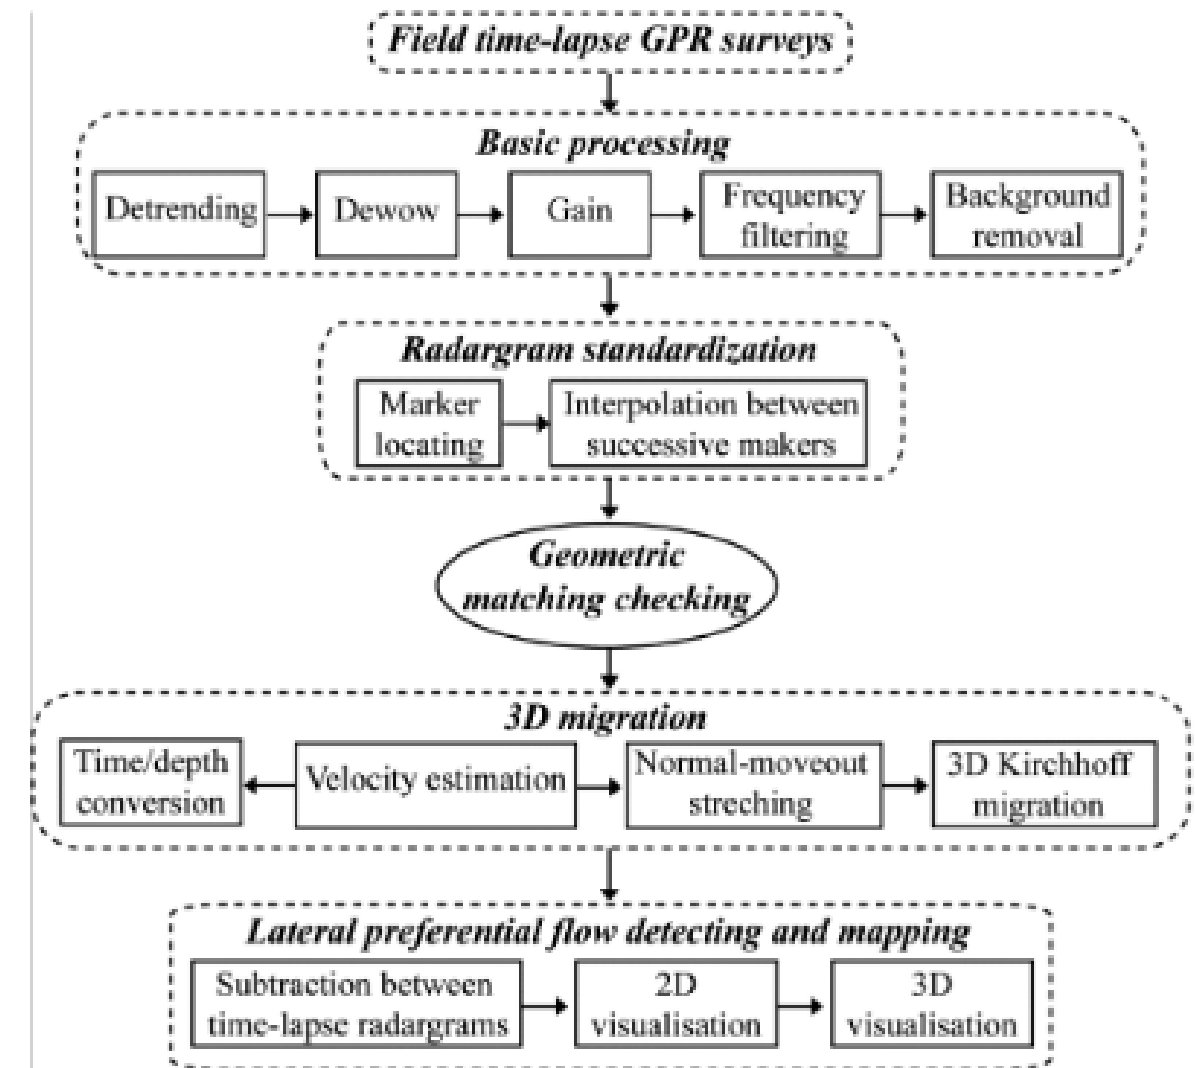 Field time-lapse GPR surveys
Basic processing
Detrending
Dewow
Gain
Frequency
filtering
Background
removal
Radargram standardization
Marker
locating
Interpolation between
successive makers
Geometric
matching checking
3D migration
Time/depth
conversion
Velocity estimation
Normal-moveout
streching
3D Kirchhoff
migration
Lateral preferential flow detecting and mapping
Subtraction between
time-lapse radargrams
2D
visualisation
3D
visualisation